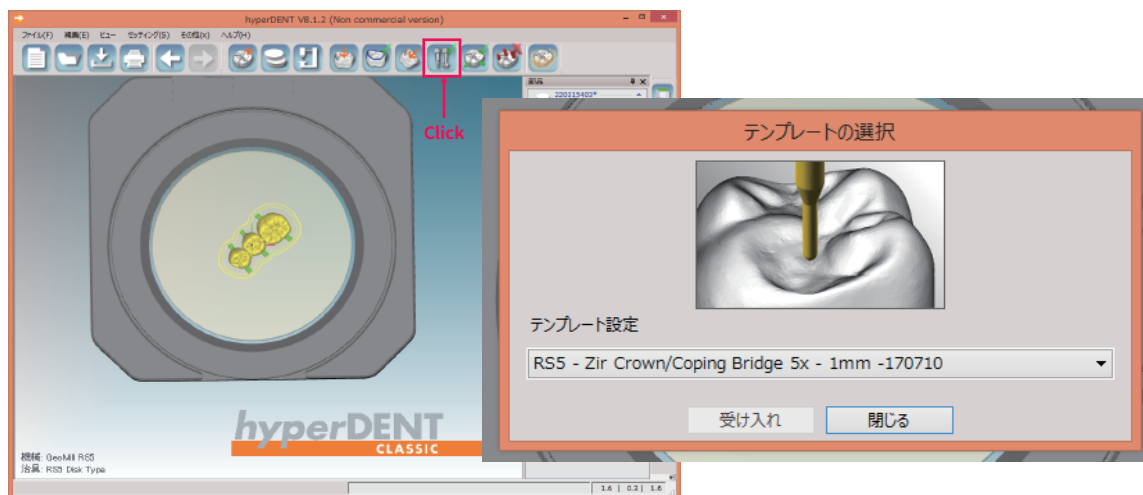 hyperDENT V8.1.2 (Non commercial version)
ファイル(F) 編集(E) ビュー セッティング(S) その他(x) ヘルプ(H)
部品
220315403*
Click
テンプレートの選択
テンプレート設定
RS5 - Zir Crown/Coping Bridge 5x - 1mm -170710
受け入れ 閉じる
hyperDENT
CLASSIC
機械: GeoMill RS5
治具: RS5 Disk Type
1.6 | 0.2 | 1.6